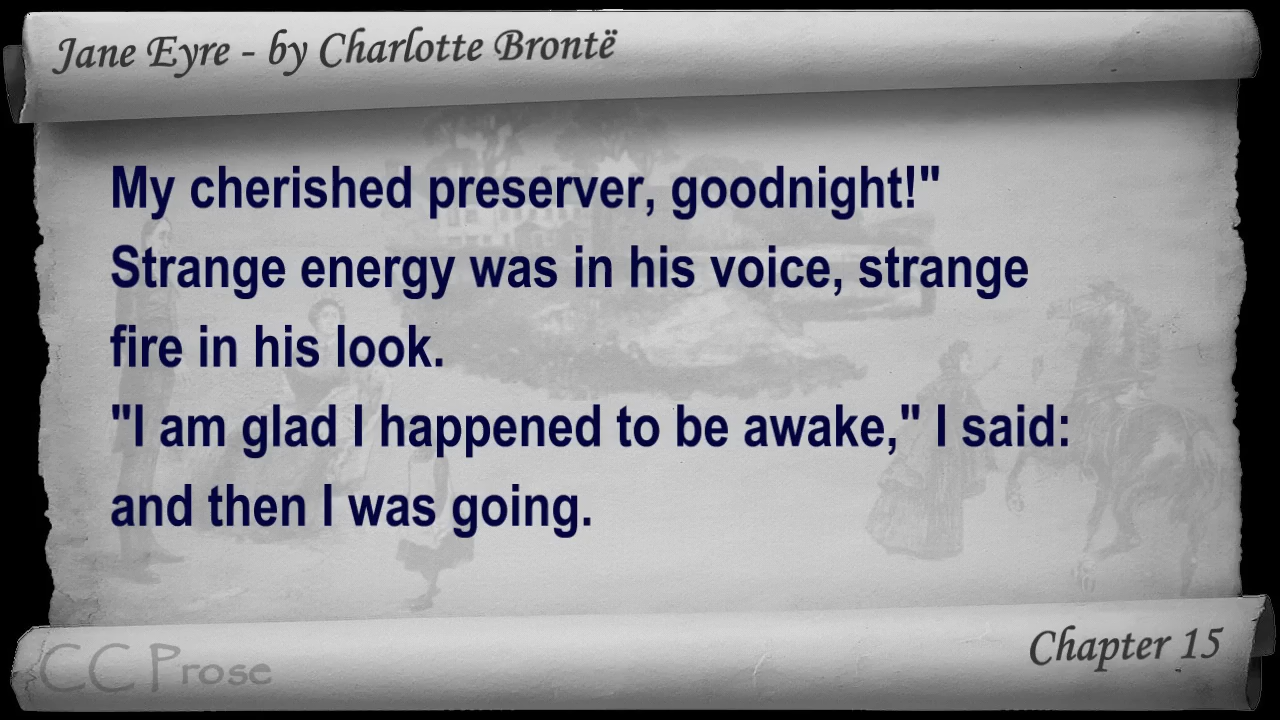 Jane Eyre - by Charlotte Brontë
My cherished preserver, goodnight!"
Strange energy was in his voice, strange
fire in his look.
"I am glad I happened to be awake," I said:
and then I was going.
Chapter 15
CC Prose